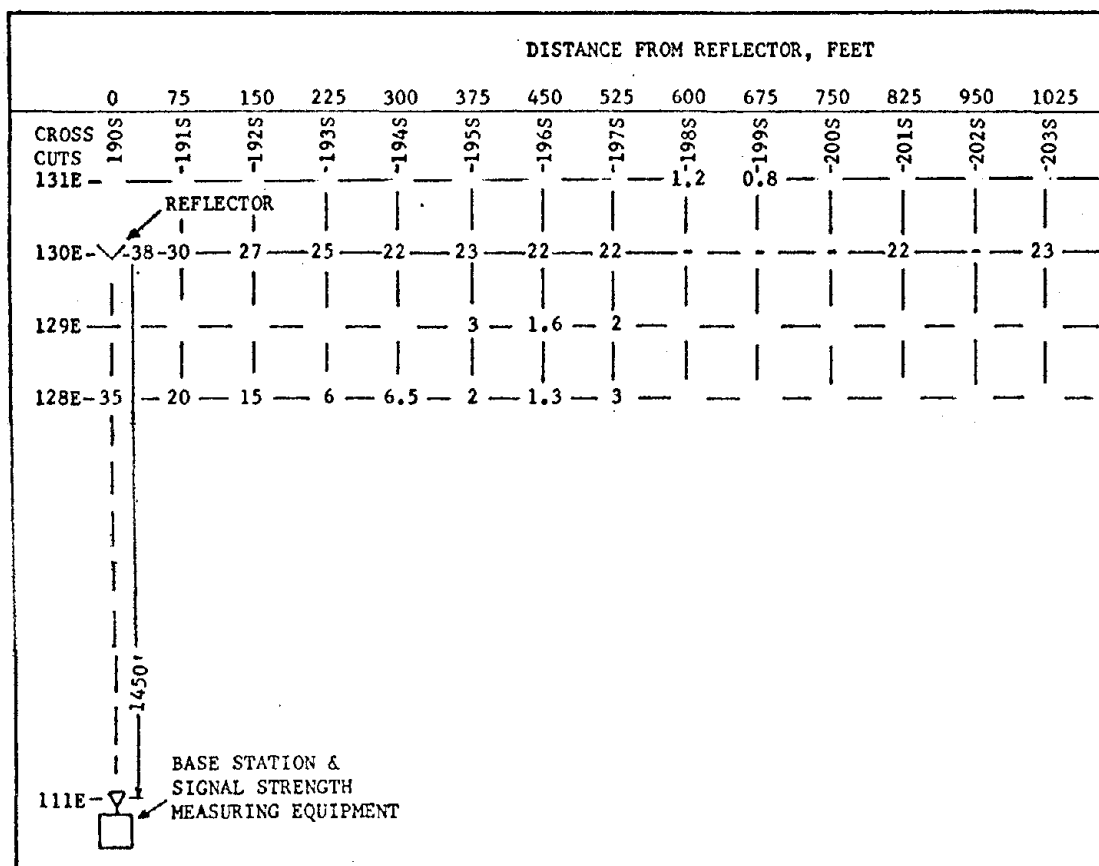 DISTANCE FROM REFLECTOR, FEET
0 75 150 225 300 375 450 525 600 675 750 825 950 1025
CROSS CUTS
190S 191S 192S 193S 194S 195S 196S 197S 198S 199S 200S 201S 202S 203S
131E 1.2 0.8
REFLECTOR
130E 38 30 27 25 22 23 22 22 22 23
129E 3 1.6 2
128E 35 20 15 6 6.5 2 1.3 3
1450'
BASE STATION &
SIGNAL STRENGTH
111E MEASURING EQUIPMENT